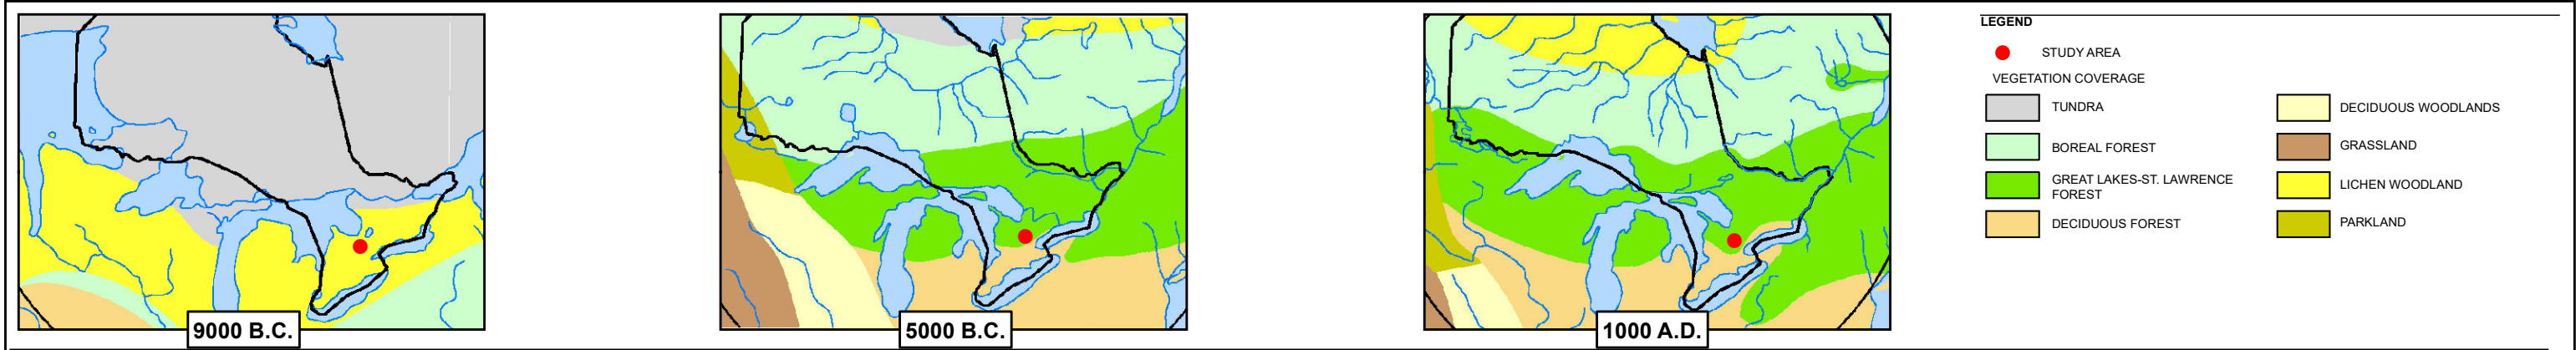 9000 B.C.
5000 B.C.
1000 A.D.
LEGEND
STUDY AREA
VEGETATION COVERAGE
TUNDRA
BOREAL FOREST
GREAT LAKES-ST. LAWRENCE
FOREST
DECIDUOUS FOREST
DECIDUOUS WOODLANDS
GRASSLAND
LICHEN WOODLAND
PARKLAND